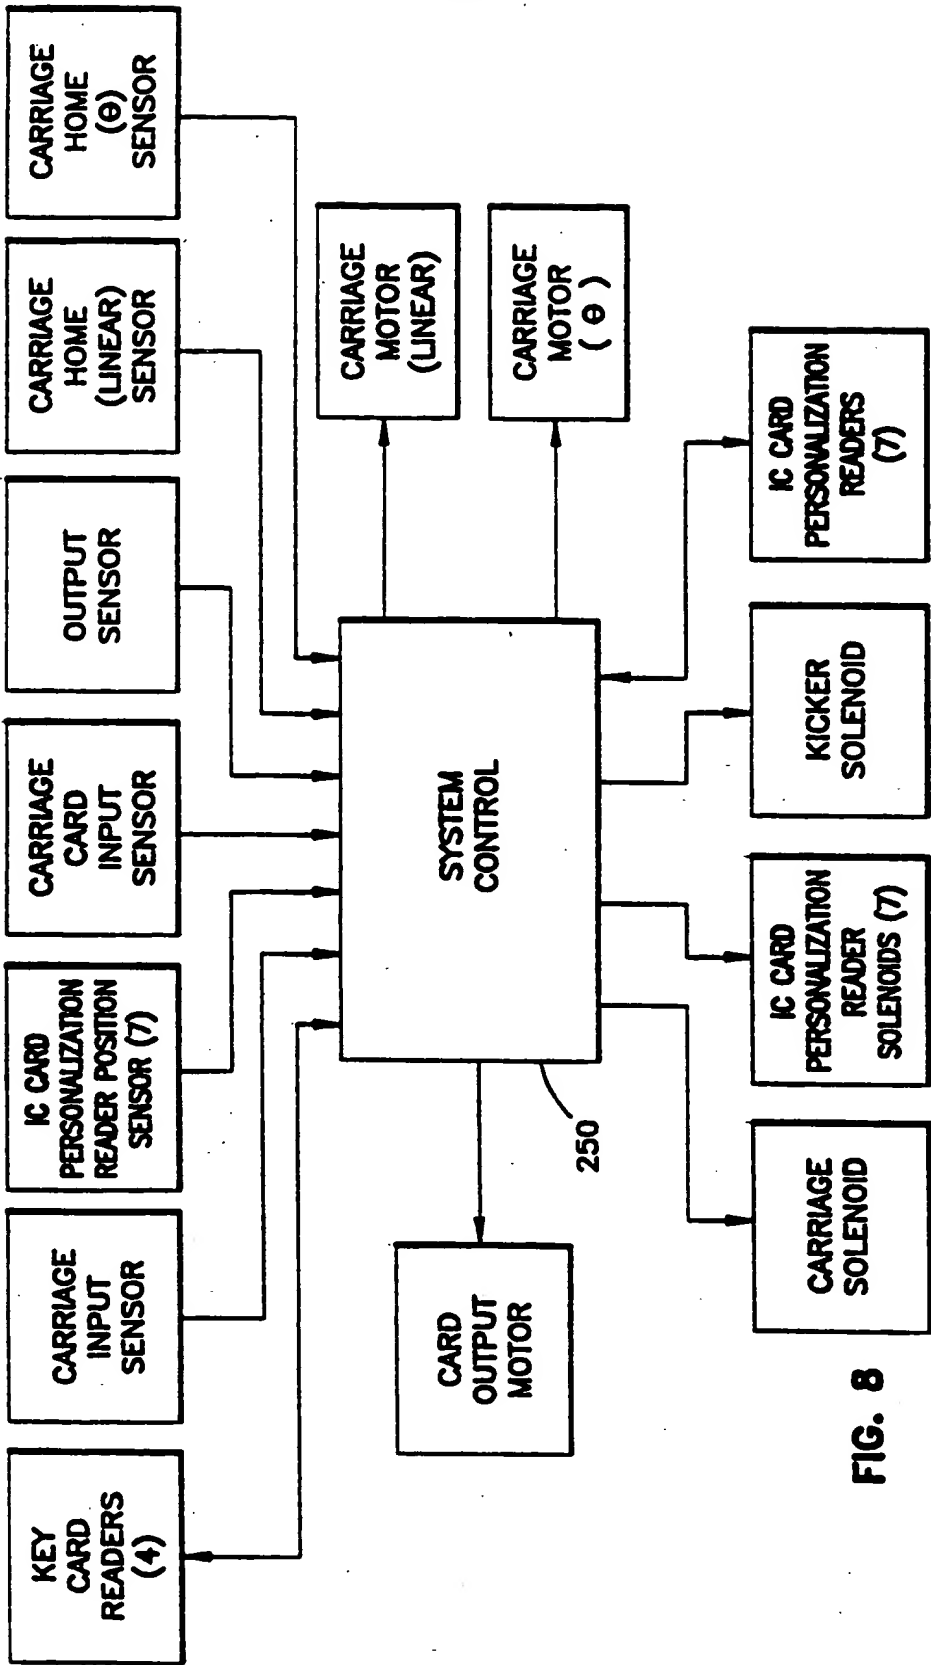 KEY
CARD
READERS
(4)
CARRIAGE
INPUT
SENSOR
IC CARD
PERSONALIZATION
READER POSITION
SENSOR (7)
CARRIAGE
CARD
INPUT
SENSOR
OUTPUT
SENSOR
CARRIAGE
HOME
(LINEAR)
SENSOR
CARRIAGE
HOME
(θ)
SENSOR
CARD
OUTPUT
MOTOR
SYSTEM
CONTROL
250
CARRIAGE
MOTOR
(LINEAR)
CARRIAGE
MOTOR
( θ )
CARRIAGE
SOLENOID
IC CARD
PERSONALIZATION
READER
SOLENOIDS (7)
KICKER
SOLENOID
IC CARD
PERSONALIZATION
READERS
(7)
FIG. 8